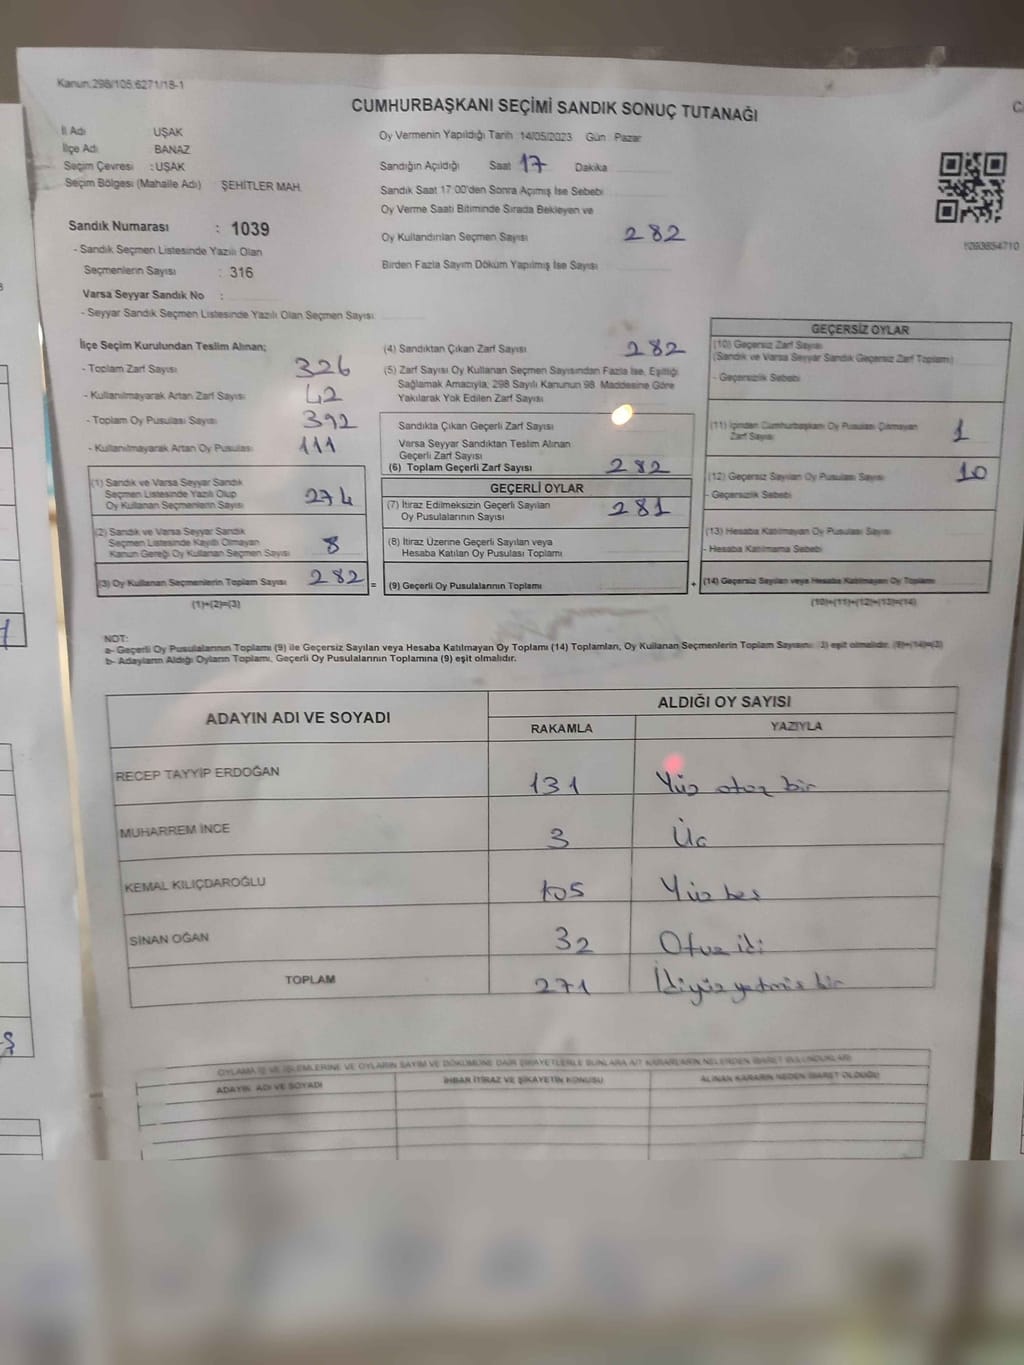 Kanun.298/105.6271/18-1
CUMHURBAŞKANI SEÇİMİ SANDIK SONUÇ TUTANAĞI
İl Adı UŞAK
İlçe Adı BANAZ
Seçim Çevresi : UŞAK
Seçim Bölgesi (Mahalle Adı) ŞEHİTLER MAH.
Sandık Numarası : 1039
- Sandık Seçmen Listesinde Yazılı Olan
Seçmenlerin Sayısı : 316
Varsa Seyyar Sandık No :
- Seyyar Sandık Seçmen Listesinde Yazılı Olan Seçmen Sayısı
Oy Vermenin Yapıldığı Tarih 14/05/2023 Gün : Pazar
Sandığın Açıldığı Saat 17 Dakika
Sandık Saat 17:00'den Sonra Açımış İse Sebebi
Oy Verme Saati Bitiminde Sırada Bekleyen ve
Oy Kullandırılan Seçmen Sayısı 282
Birden Fazla Sayım Döküm Yapılmış İse Sayısı
İlçe Seçim Kurulundan Teslim Alınan;
- Toplam Zarf Sayısı 326
- Kullanılmayarak Artan Zarf Sayısı 42
- Toplam Oy Pusulası Sayısı 392
- Kullanılmayarak Artan Oy Pusulası 111
(1) Sandık ve Varsa Seyyar Sandık
Seçmen Listesinde Yazılı Olup
Oy Kullanan Seçmenlerin Sayısı 274
(2) Sandık ve Varsa Seyyar Sandık
Seçmen Listesinde Kayıtlı Olmayan
Kanun Gereği Oy Kullanan Seçmen Sayısı 8
(3) Oy Kullanan Seçmenlerin Toplam Sayısı 282 =
(1)+(2)=(3)
(4) Sandıktan Çıkan Zarf Sayısı 282
(5) Zarf Sayısı Oy Kullanan Seçmen Sayısından Fazla İse, Eşitliği
Sağlamak Amacıyla, 298 Sayılı Kanunun 98. Maddesine Göre
Yakılarak Yok Edilen Zarf Sayısı
Sandıkta Çıkan Geçerli Zarf Sayısı
Varsa Seyyar Sandıktan Teslim Alınan
Geçerli Zarf Sayısı
(6) Toplam Geçerli Zarf Sayısı 282
GEÇERLİ OYLAR
(7) İtiraz Edilmeksizin Geçerli Sayılan
Oy Pusulalarının Sayısı 281
(8) İtiraz Üzerine Geçerli Sayılan veya
Hesaba Katılan Oy Pusulası Toplamı
(9) Geçerli Oy Pusulalarının Toplamı +
GEÇERSİZ OYLAR
(10) Geçersiz Zarf Sayısı
(Sandık ve Varsa Seyyar Sandık Geçersiz Zarf Toplamı)
- Geçersizlik Sebebi
(11) İçinden Cumhurbaşkanı Oy Pusulası Çıkmayan
Zarf Sayısı 1
(12) Geçersiz Sayılan Oy Pusulası Sayısı 10
- Geçersizlik Sebebi
(13) Hesaba Katılmayan Oy Pusulası Sayısı
- Hesaba Katılmama Sebebi
(14) Geçersiz Sayılan veya Hesaba Katılmayan Oy Toplamı
(10)+(11)+(12)+(13)=(14)
NOT:
a- Geçerli Oy Pusulalarının Toplamı (9) ile Geçersiz Sayılan veya Hesaba Katılmayan Oy Toplamı (14) Toplamları, Oy Kullanan Seçmenlerin Toplam Sayısını (3) eşit olmalıdır. (9)+(14)=(3)
b- Adayların Aldığı Oyların Toplamı, Geçerli Oy Pusulalarının Toplamına (9) eşit olmalıdır.
ADAYIN ADI VE SOYADI ALDIĞI OY SAYISI
RAKAMLA YAZIYLA
RECEP TAYYİP ERDOĞAN 131 Yüz otuz bir
MUHARREM İNCE 3 Üç
KEMAL KILIÇDAROĞLU 105 Yüz beş
SİNAN OĞAN 32 Otuz iki
TOPLAM 271 İkiyüz yetmiş bir
OYLAMA İŞ VE İŞLEMLERİNE VE OYLARIN SAYIM VE DÖKÜMÜNE DAİR ŞİKAYETLERLE BUNLARA AİT KARARLARIN NELERDEN İBARET BULUNDUKLARI
ADAYIN ADI VE SOYADI İHBAR İTİRAZ VE ŞİKAYETİN KONUSU ALINAN KARARIN NEDEN İBARET OLDUĞU